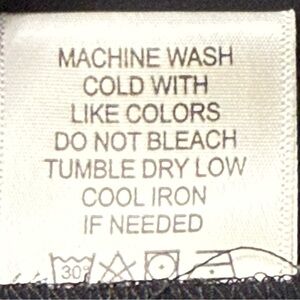 MACHINE WASH
COLD WITH
LIKE COLORS
DO NOT BLEACH
TUMBLE DRY LOW
COOL IRON
IF NEEDED
30°